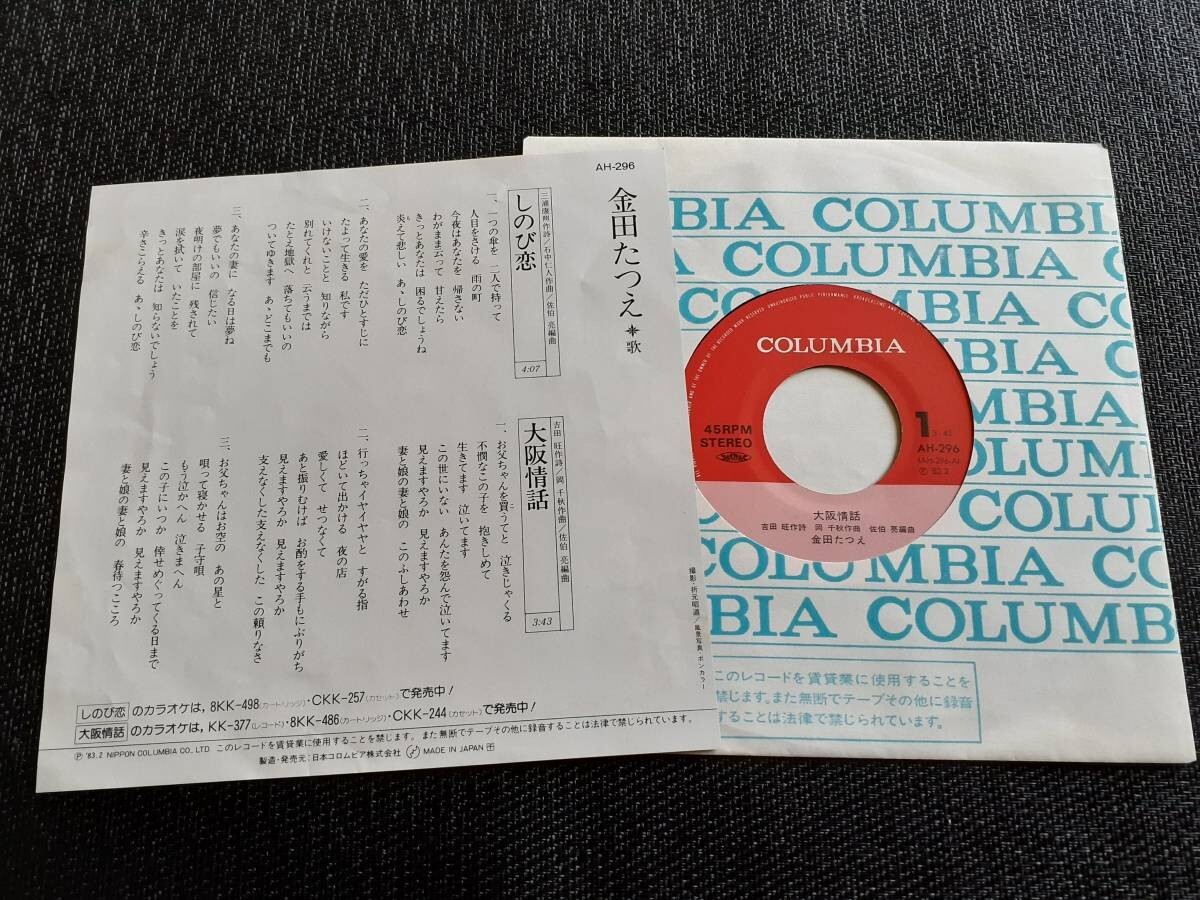 AH-296
金田たつえ＊歌
しのび恋
三浦康照作詩／石中仁人作曲／佐伯 亮編曲
4:07
一、一つの傘を 二人で持って
人目をさける 雨の町
今夜はあなたを 帰さない
わがまま云って 甘えたら
きっとあなたは 困るでしょうね
炎えて悲しい あゝしのび恋
二、あなたの愛を ただひとすじに
たよって生きる 私です
いけないことと 知りながら
別れてくれと 云うまでは
たとえ地獄へ 落ちてもいいの
ついてゆきます あゝどこまでも
三、あなたの妻に なる日は夢ね
夢でもいいの 信じたい
夜明けの部屋に 残されて
涙を拭いて いたことを
きっとあなたは 知らないでしょう
辛さこらえる あゝしのび恋
大阪情話
吉田 旺作詩／岡 千秋作曲／佐伯 亮編曲
3:43
一、お父ちゃんを買うてと 泣きじゃくる
不憫なこの子を 抱きしめて
生きてます 泣いてます
この世にいない あんたを怨んで泣いてます
見えますやろか 見えますやろか
妻と娘の妻と娘の このふしあわせ
二、行っちゃイヤイヤと すがる指
ほどいて出かける 夜の店
愛しくて せつなくて
あと振りむけば お酌をする手もにぶりがち
見えますやろか 見えますやろか
支えなくした支えなくした この頼りなさ
三、お父ちゃんはお空の あの星と
唄って寝かせる 子守唄
もう泣かへん 泣きまへん
この子にいつか 倖せめぐってくる日まで
見えますやろか 見えますやろか
妻と娘の妻と娘の 春待つこころ
撮影・折元唱道／風景写真・ボンカラー
しのび恋 のカラオケは，8KK-498(カートリッジ)・CKK-257(カセット)で発売中！
大阪情話 のカラオケは，KK-377(レコード)・8KK-486(カートリッジ)・CKK-244(カセット)で発売中！
Ⓟ '83.2 NIPPON COLUMBIA CO., LTD. このレコードを賃貸業に使用することを禁じます。また無断でテープその他に録音することは法律で禁じられています。
製造・発売元：日本コロムビア株式会社 MADE IN JAPAN
BIA COLUMBI
COLUMBIA
COLUMBIA
45RPM
STEREO
1
3:43
AH-296
(AH-296-A)
Ⓟ 83.2
大阪情話
吉田 旺作詩 岡 千秋作曲 佐伯 亮編曲
金田たつえ
COLUMBIA C
BIA COLUMB
このレコードを賃貸業に使用することを
禁じます。また無断でテープその他に録音
することは法律で禁じられています。